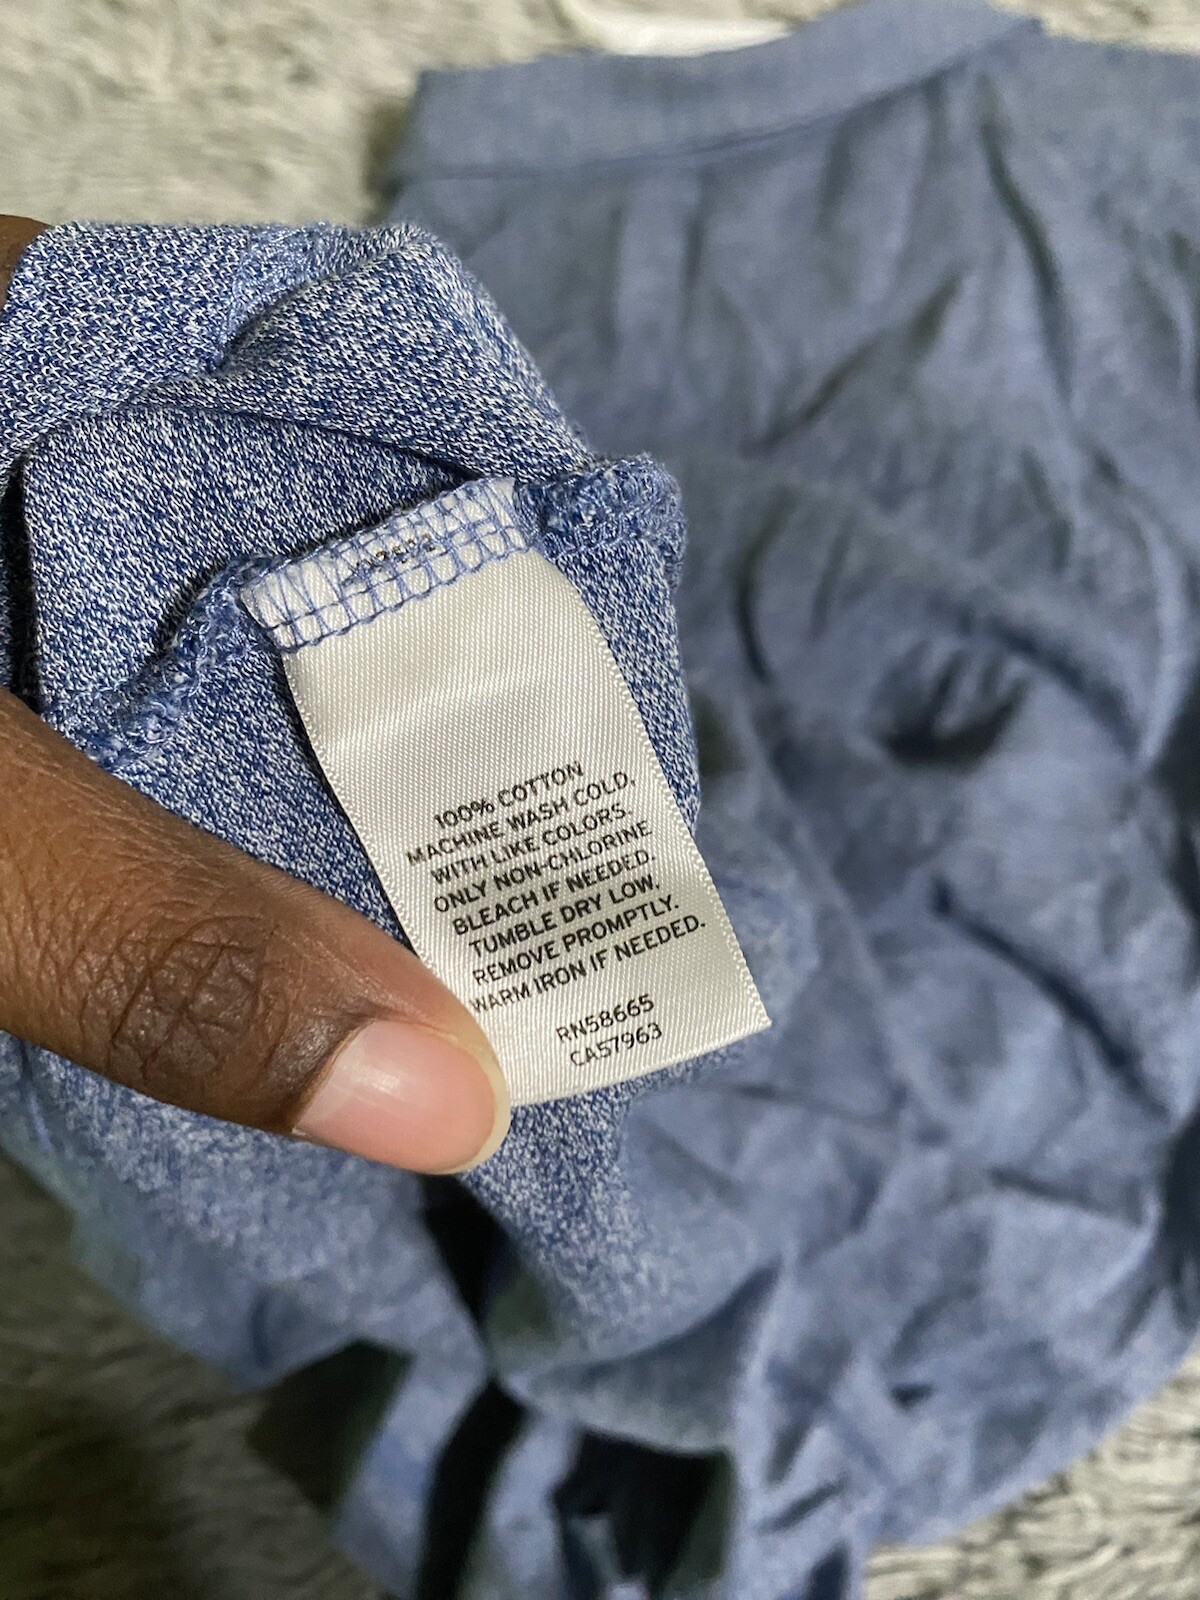 100% COTTON
MACHINE WASH COLD,
WITH LIKE COLORS.
ONLY NON-CHLORINE
BLEACH IF NEEDED.
TUMBLE DRY LOW.
REMOVE PROMPTLY.
WARM IRON IF NEEDED.
RN58665
CA57963